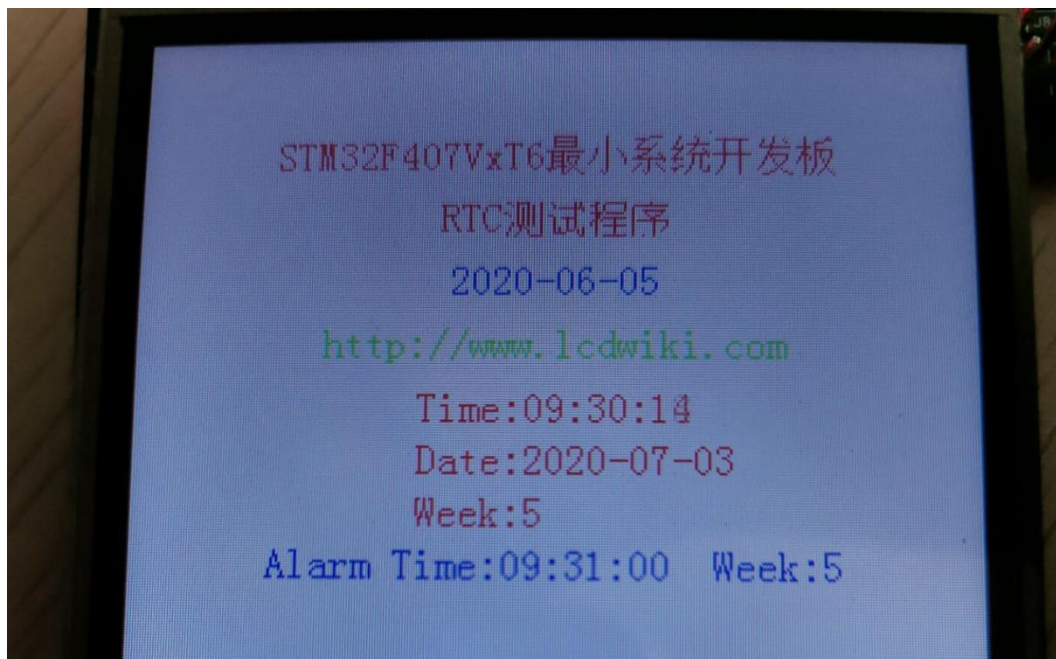 STM32F407VxT6最小系统开发板
RTC测试程序
2020-06-05
http://www.lcdwiki.com
Time:09:30:14
Date:2020-07-03
Week:5
Alarm Time:09:31:00 Week:5